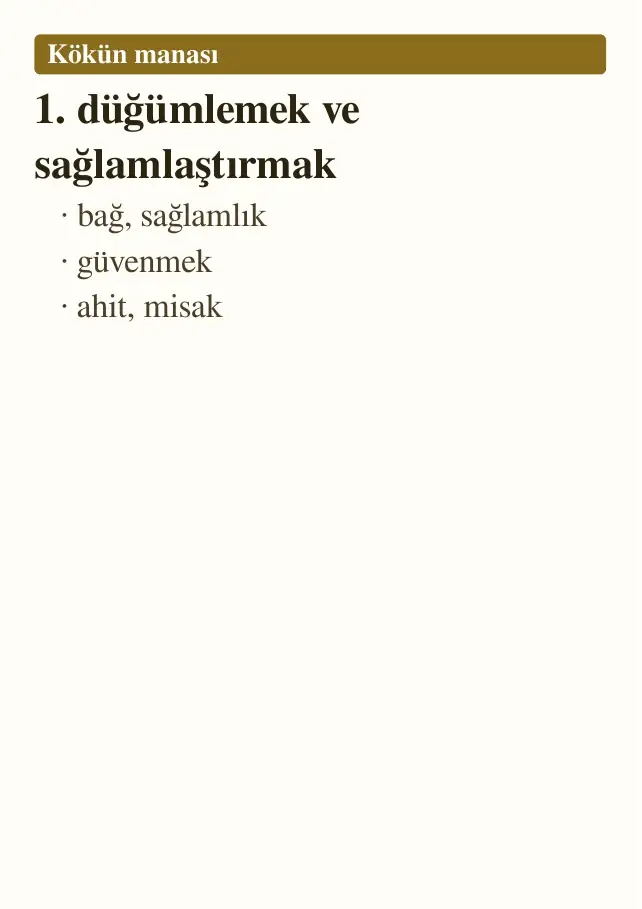 Kökün manası
1. düğümlemek ve
sağlamlaştırmak
· bağ, sağlamlık
· güvenmek
· ahit, misak